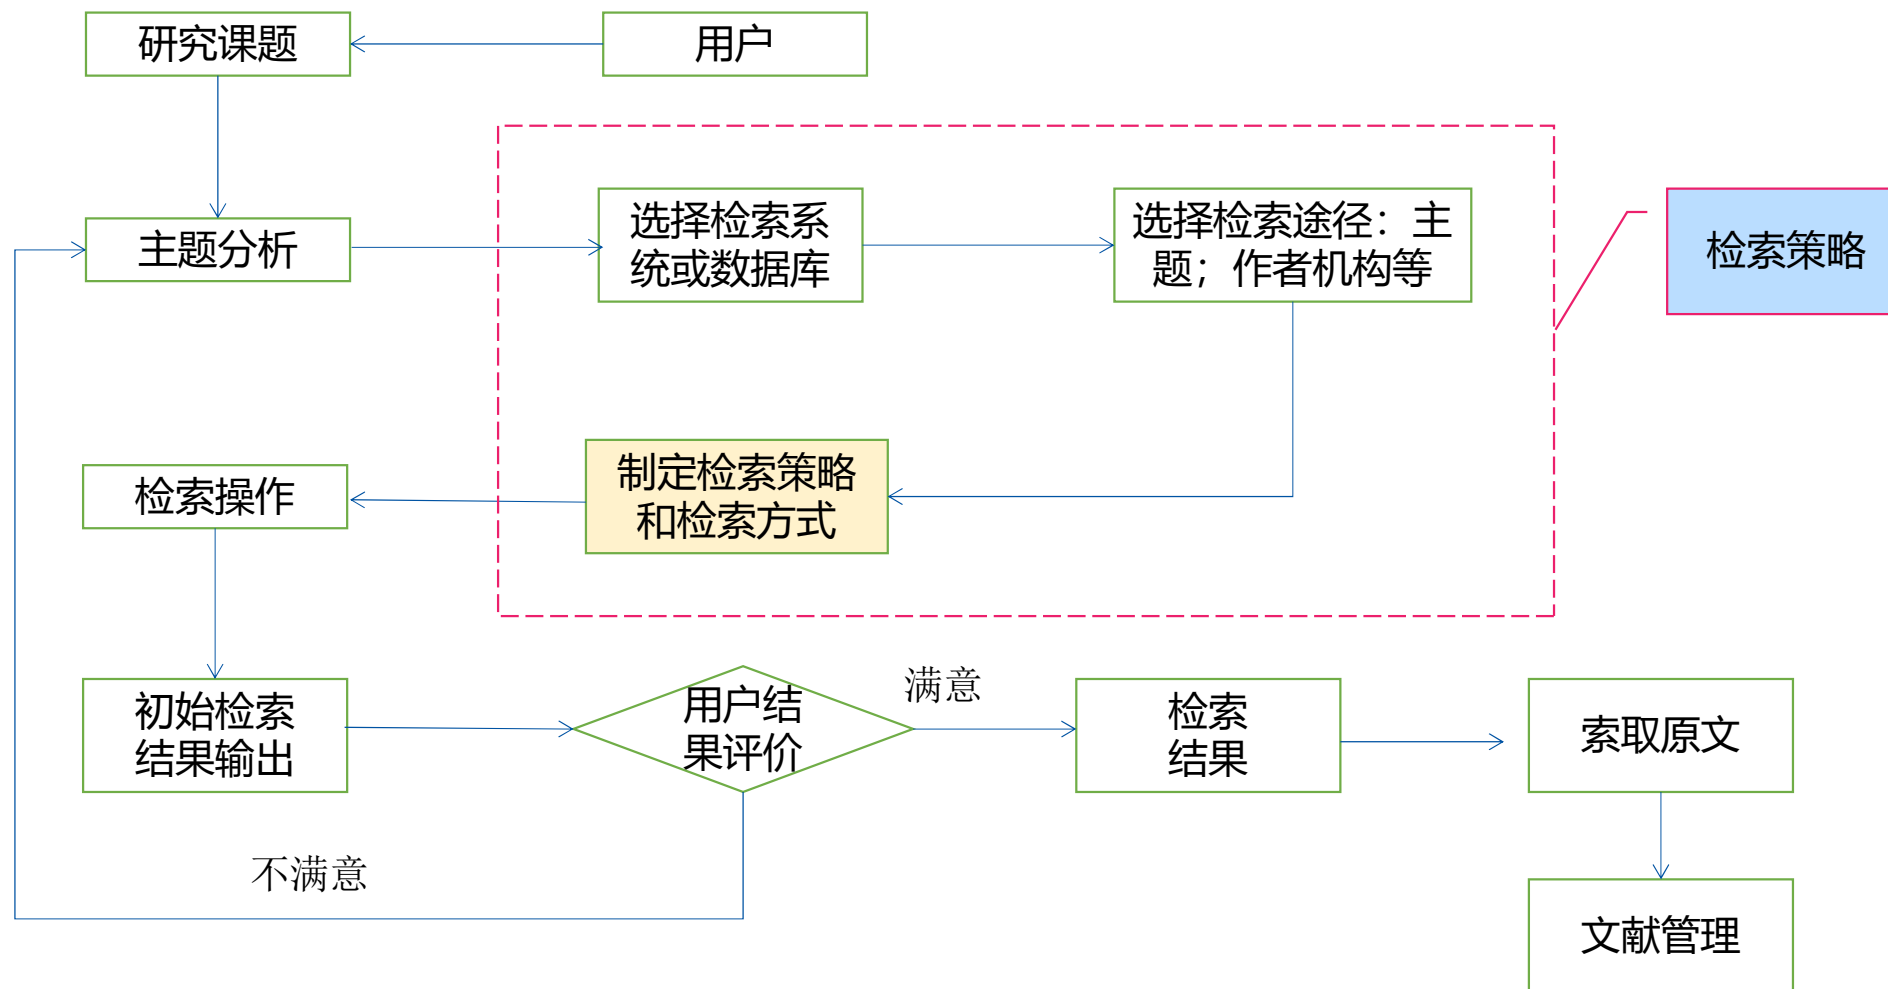 研究课题
用户
主题分析
选择检索系
统或数据库
选择检索途径：主
题；作者机构等
检索策略
检索操作
制定检索策略
和检索方式
初始检索
结果输出
用户结
果评价
满意
检索
结果
索取原文
不满意
文献管理